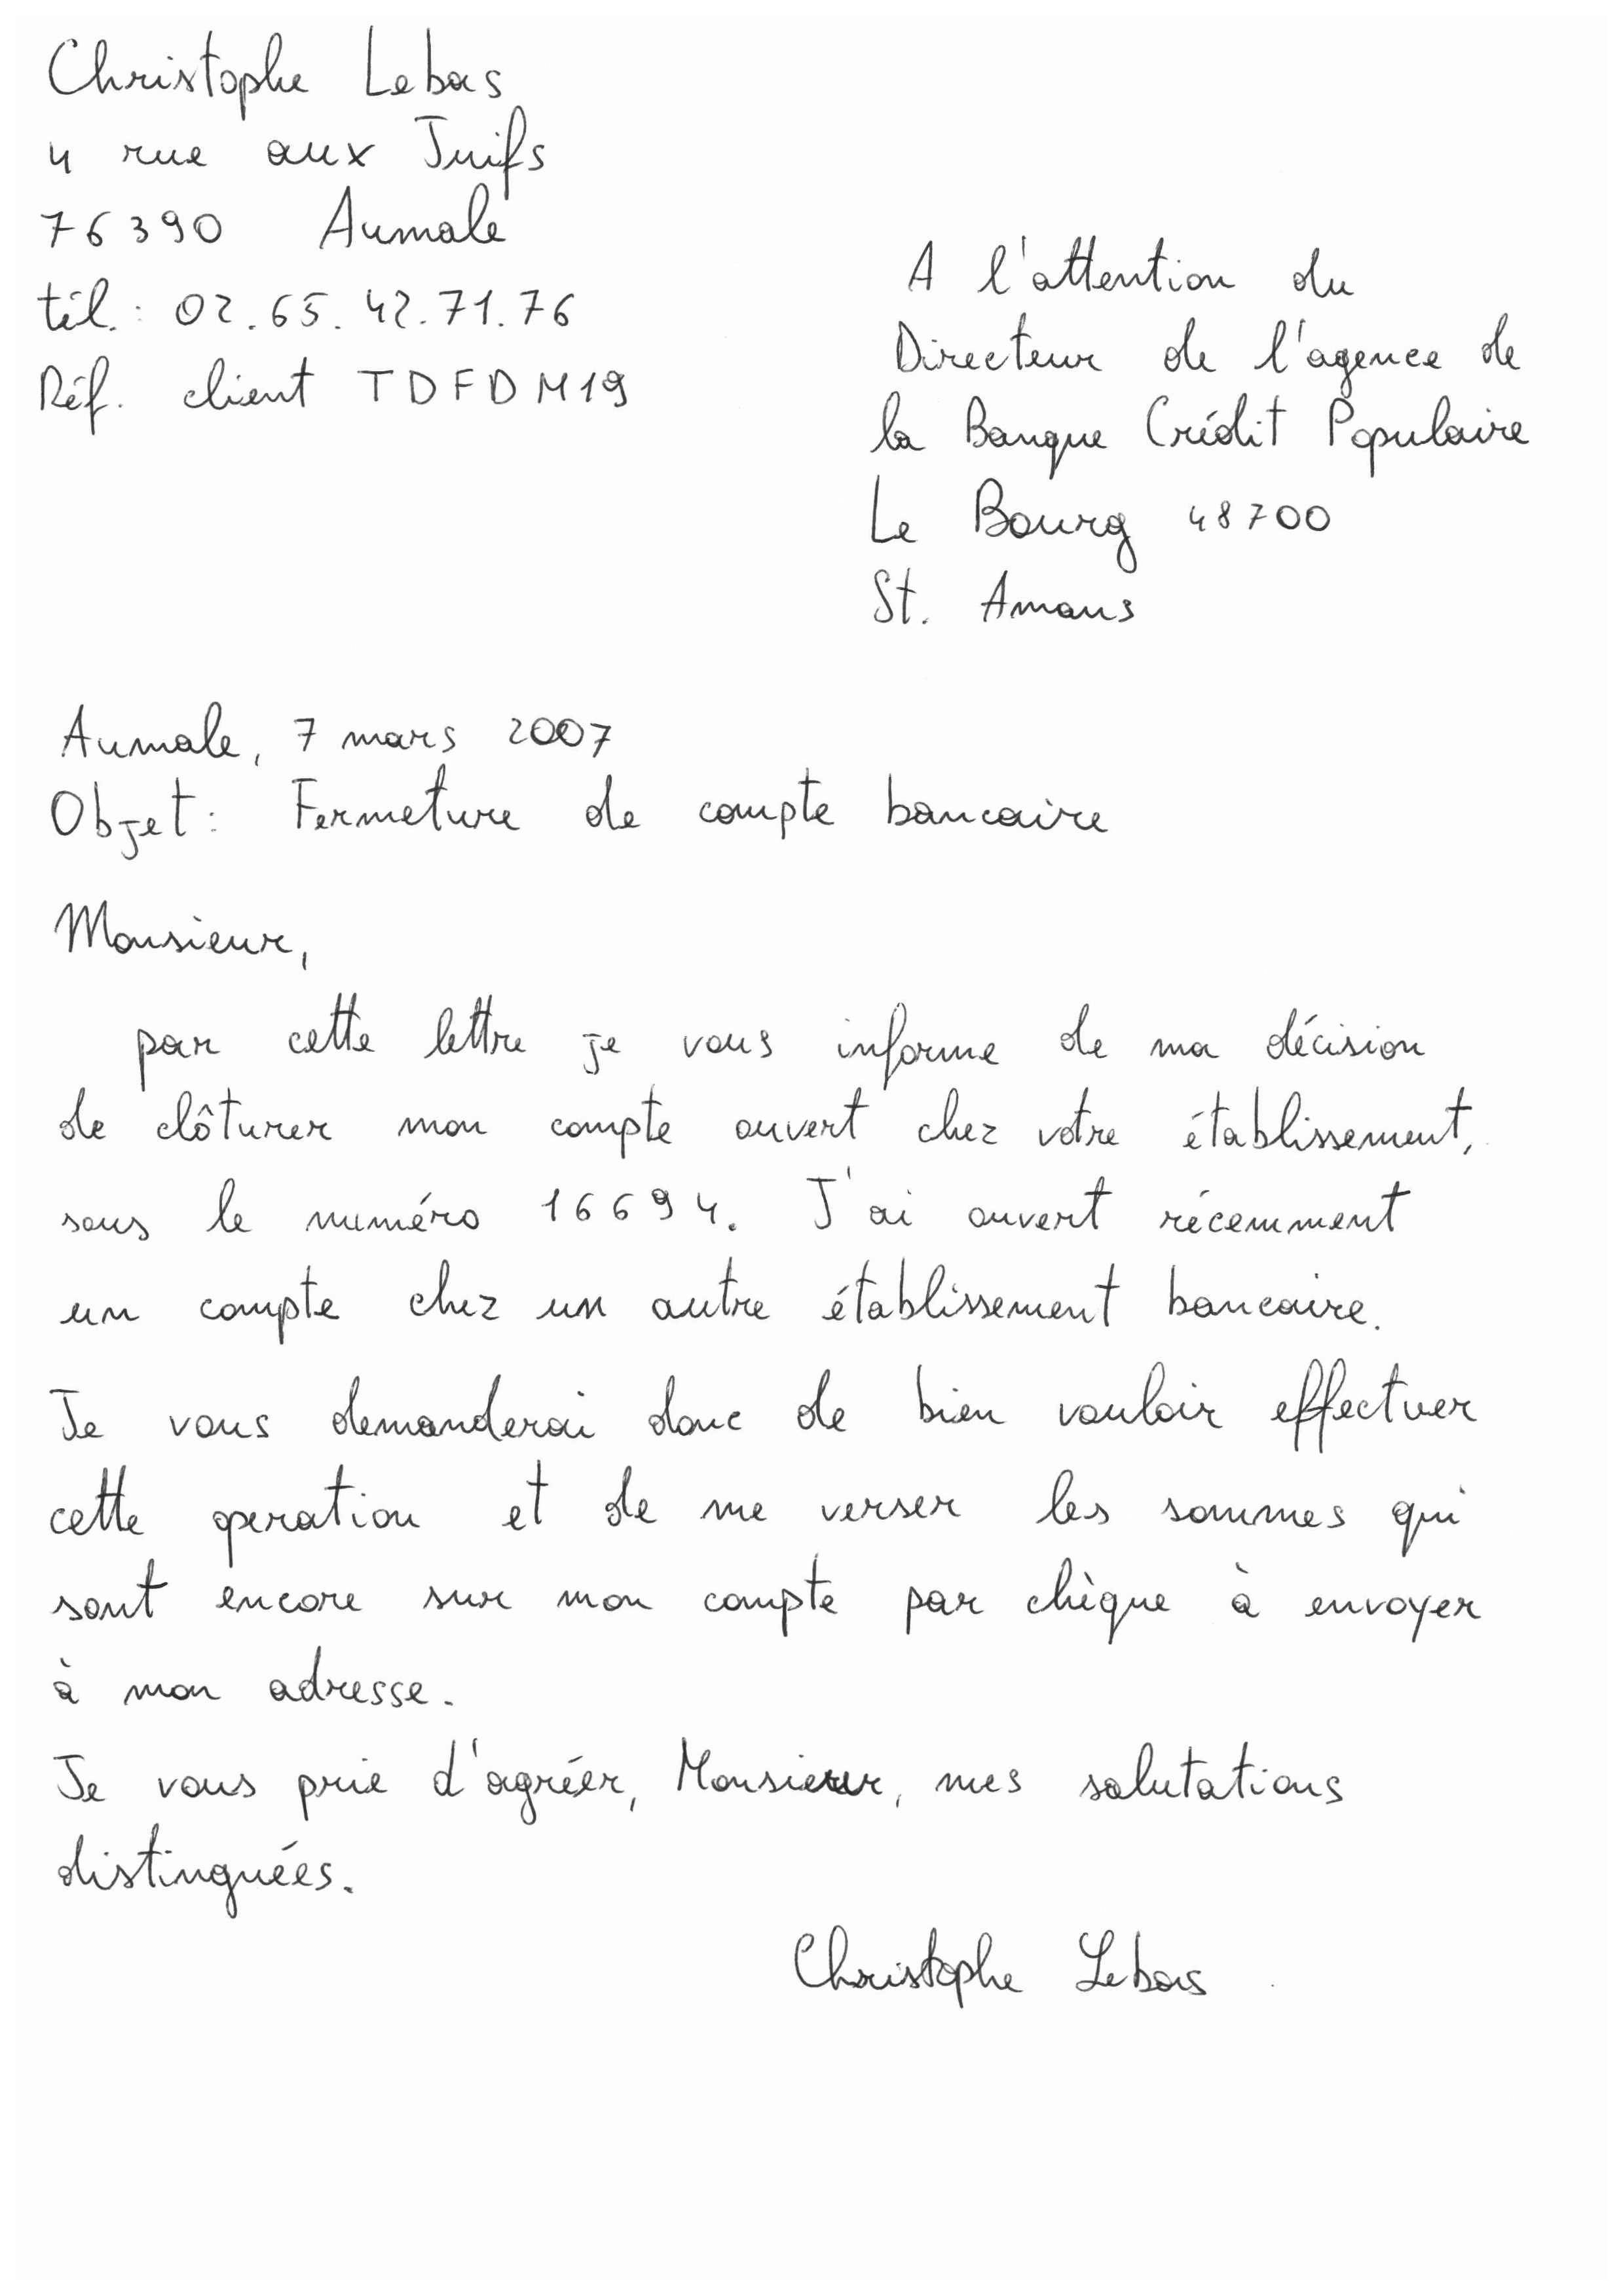 Christophe Lebas
4 rue aux Juifs
76390 Aumale
tél.: 02.65.42.71.76
Réf. client TDFDM19
A l'attention du
Directeur de l'agence de
la Banque Crédit Populaire
Le Bourg 48700
St. Amans
Aumale, 7 mars 2007
Objet: Fermeture de compte bancaire
Monsieur,
par cette lettre je vous informe de ma décision
de clôturer mon compte ouvert chez votre établissement,
sous le numéro 16694. J'ai ouvert récemment
un compte chez un autre établissement bancaire.
Je vous demanderai donc de bien vouloir effectuer
cette operation et de me verser les sommes qui
sont encore sur mon compte par chèque à envoyer
à mon adresse.
Je vous prie d'agréér, Monsieur, mes salutations
distinguées.
Christophe Lebas